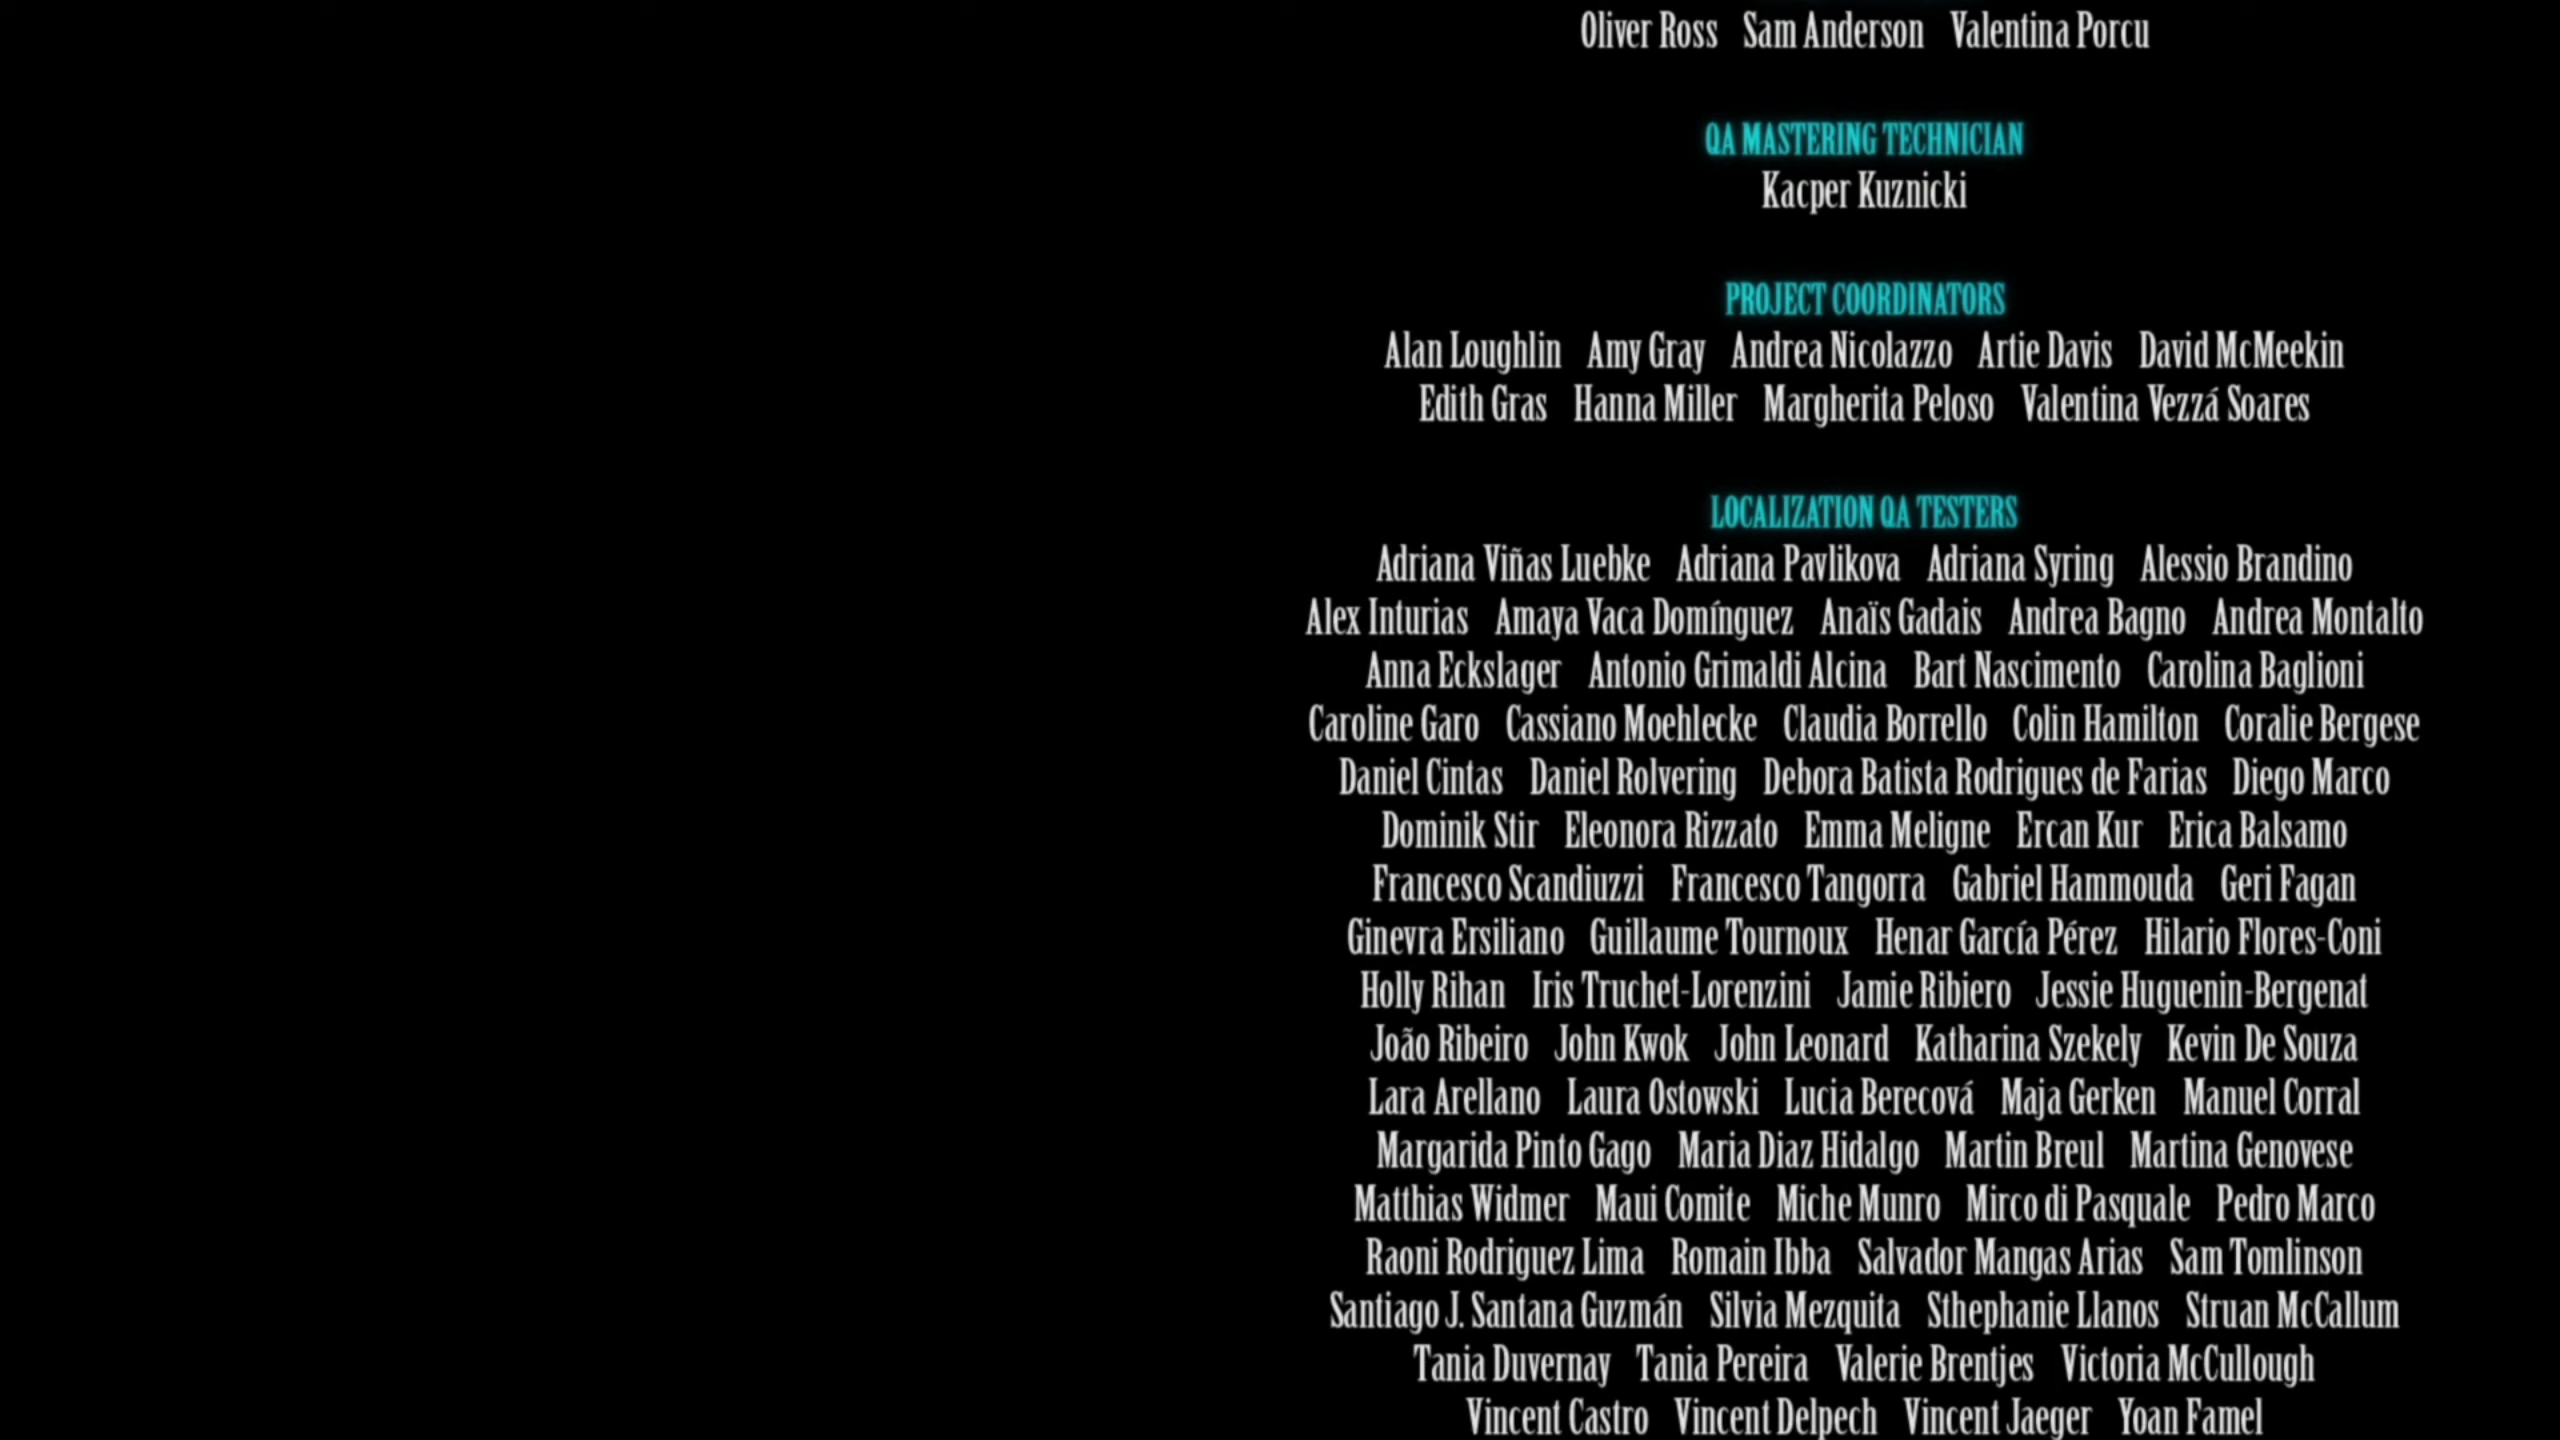 Oliver Ross Sam Anderson Valentina Porcu
QA MASTERING TECHNICIAN
Kacper Kuznicki
PROJECT COORDINATORS
Alan Loughlin Amy Gray Andrea Nicolazzo Artie Davis David McMeekin
Edith Gras Hanna Miller Margherita Peloso Valentina Vezzá Soares
LOCALIZATION QA TESTERS
Adriana Viñas Luebke Adriana Pavlikova Adriana Syring Alessio Brandino
Alex Inturias Amaya Vaca Domínguez Anaïs Gadais Andrea Bagno Andrea Montalto
Anna Eckslager Antonio Grimaldi Alcina Bart Nascimento Carolina Baglioni
Caroline Garo Cassiano Moehlecke Claudia Borrello Colin Hamilton Coralie Bergese
Daniel Cintas Daniel Rolvering Debora Batista Rodrigues de Farias Diego Marco
Dominik Stir Eleonora Rizzato Emma Meligne Ercan Kur Erica Balsamo
Francesco Scandiuzzi Francesco Tangorra Gabriel Hammouda Geri Fagan
Ginevra Ersiliano Guillaume Tournoux Henar García Pérez Hilario Flores-Coni
Holly Rihan Iris Truchet-Lorenzini Jamie Ribiero Jessie Huguenin-Bergenat
João Ribeiro John Kwok John Leonard Katharina Szekely Kevin De Souza
Lara Arellano Laura Ostowski Lucia Berecová Maja Gerken Manuel Corral
Margarida Pinto Gago Maria Diaz Hidalgo Martin Breul Martina Genovese
Matthias Widmer Maui Comite Miche Munro Mirco di Pasquale Pedro Marco
Raoni Rodriguez Lima Romain Ibba Salvador Mangas Arias Sam Tomlinson
Santiago J. Santana Guzmán Silvia Mezquita Sthephanie Llanos Struan McCallum
Tania Duvernay Tania Pereira Valerie Brentjes Victoria McCullough
Vincent Castro Vincent Delpech Vincent Jaeger Yoan Famel